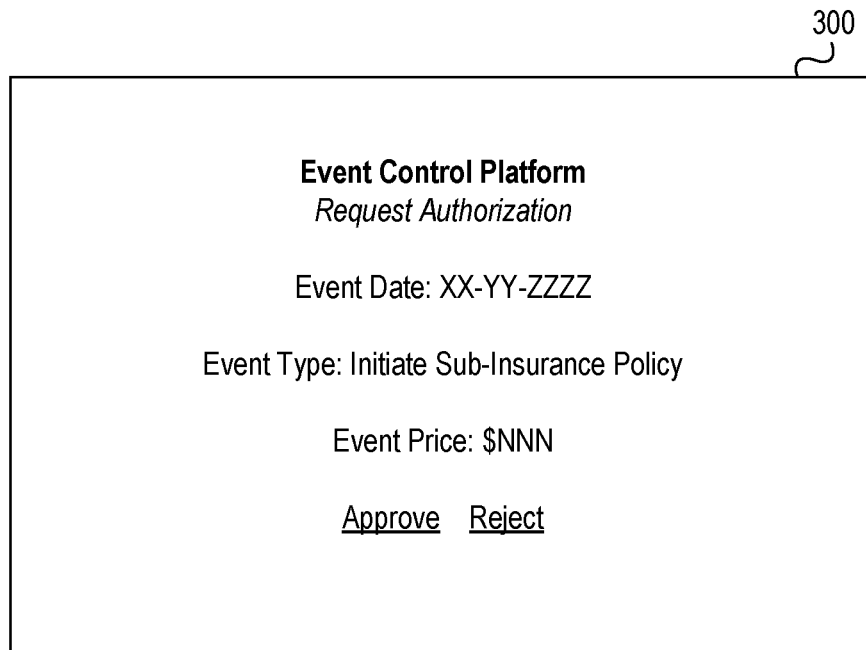 300
Event Control Platform
Request Authorization
Event Date: XX-YY-ZZZZ
Event Type: Initiate Sub-Insurance Policy
Event Price: $NNN
Approve Reject